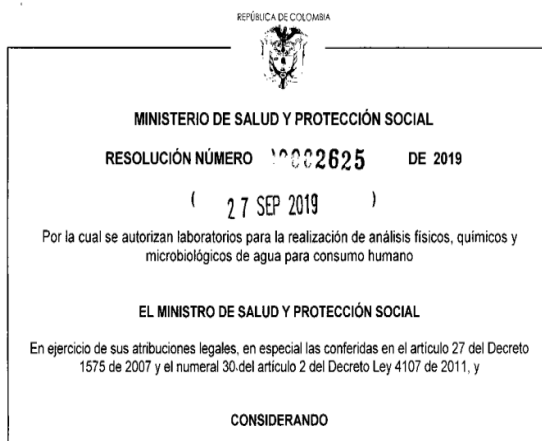 REPÚBLICA DE COLOMBIA
MINISTERIO DE SALUD Y PROTECCIÓN SOCIAL
RESOLUCIÓN NÚMERO 2625 DE 2019
( 27 SEP 2019 )
Por la cual se autorizan laboratorios para la realización de análisis físicos, químicos y
microbiológicos de agua para consumo humano
EL MINISTRO DE SALUD Y PROTECCIÓN SOCIAL
En ejercicio de sus atribuciones legales, en especial las conferidas en el artículo 27 del Decreto
1575 de 2007 y el numeral 30 del artículo 2 del Decreto Ley 4107 de 2011, y
CONSIDERANDO